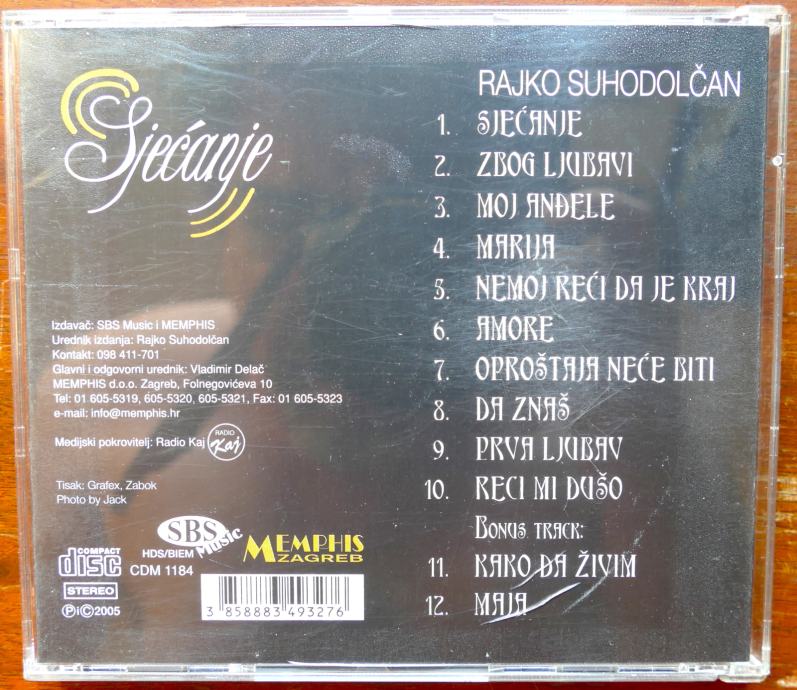 Sjećanje
RAJKO SUHODOLČAN
1. SJEĆANJE
2. ZBOG LJUBAVI
3. MOJ ANĐELE
4. MARIJA
5. NEMOJ REĆI DA JE KRAJ
6. AMORE
7. OPROŠTAJA NEĆE BITI
8. DA ZNAŠ
9. PRVA LJUBAV
10. RECI MI DUŠO
BONUS TRACK:
11. KAKO DA ŽIVIM
12. MAJA
Izdavač: SBS Music i MEMPHIS
Urednik izdanja: Rajko Suhodolčan
Kontakt: 098 411-701
Glavni i odgovorni urednik: Vladimir Delač
MEMPHIS d.o.o. Zagreb, Folnegovićeva 10
Tel: 01 605-5319, 605-5320, 605-5321, Fax: 01 605-5323
e-mail: info@memphis.hr
Medijski pokrovitelj: Radio Kaj
RADIO
Kaj
Tisak: Grafex, Zabok
Photo by Jack
COMPACT
disc
STEREO
Ⓟi©2005
SBS Music
HDS/BIEM
CDM 1184
MEMPHIS
ZAGREB
3 858883 493276